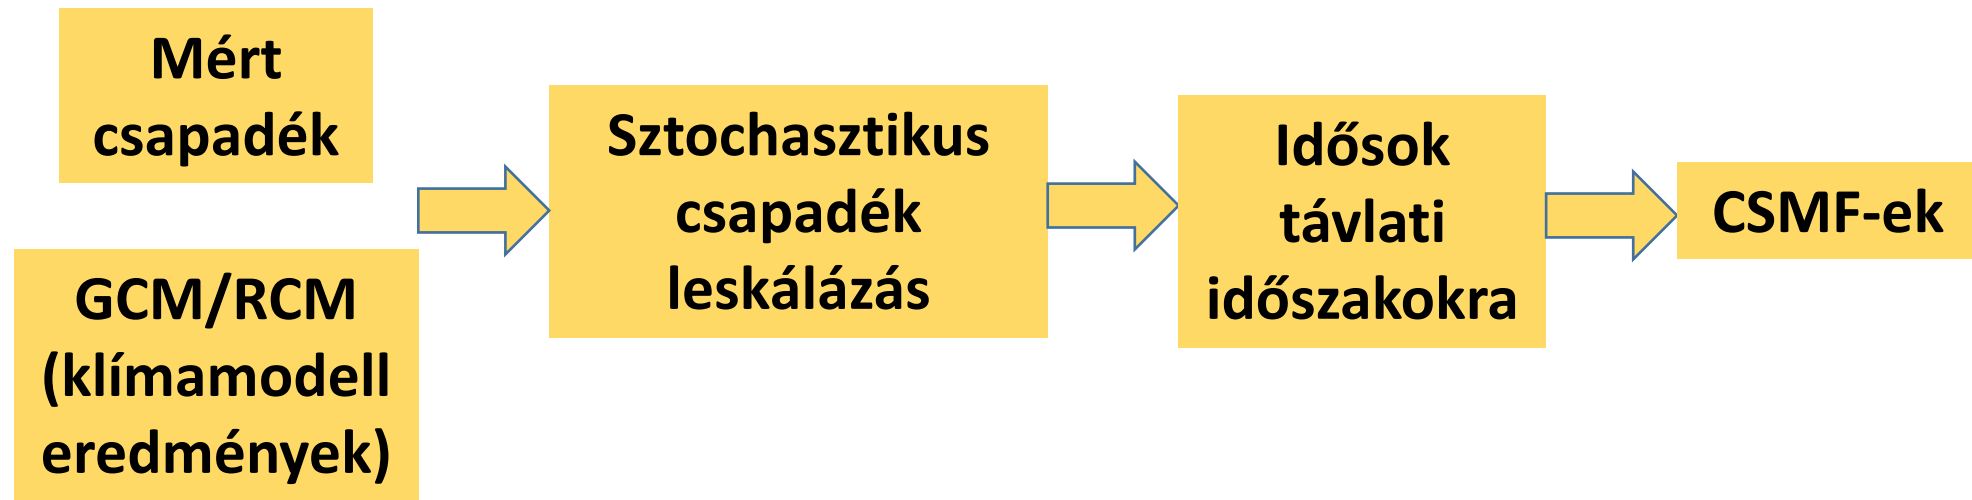 Mért
csapadék
GCM/RCM
(klímamodell
eredmények)
Sztochasztikus
csapadék
leskálázás
Idősok
távlati
időszakokra
CSMF-ek